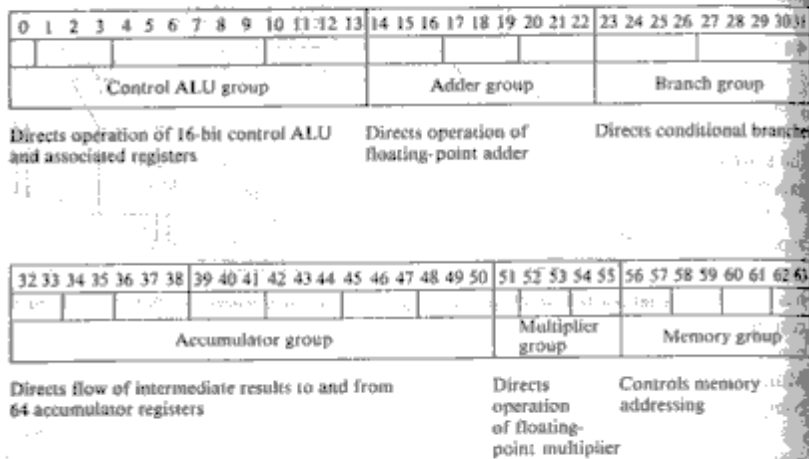 0 1 2 3 4 5 6 7 8 9 10 11 12 13 14 15 16 17 18 19 20 21 22 23 24 25 26 27 28 29 30
Control ALU group Adder group Branch group
Directs operation of 16-bit control ALU
and associated registers
Directs operation of
floating-point adder
Directs conditional
32 33 34 35 36 37 38 39 40 41 42 43 44 45 46 47 48 49 50 51 52 53 54 55 56 57 58 59 60 61 62
Accumulator group Multiplier
group Memory group
Directs flow of intermediate results to and from
64 accumulator registers
Directs
operation
of floating-
point multiplier
Controls memory
addressing